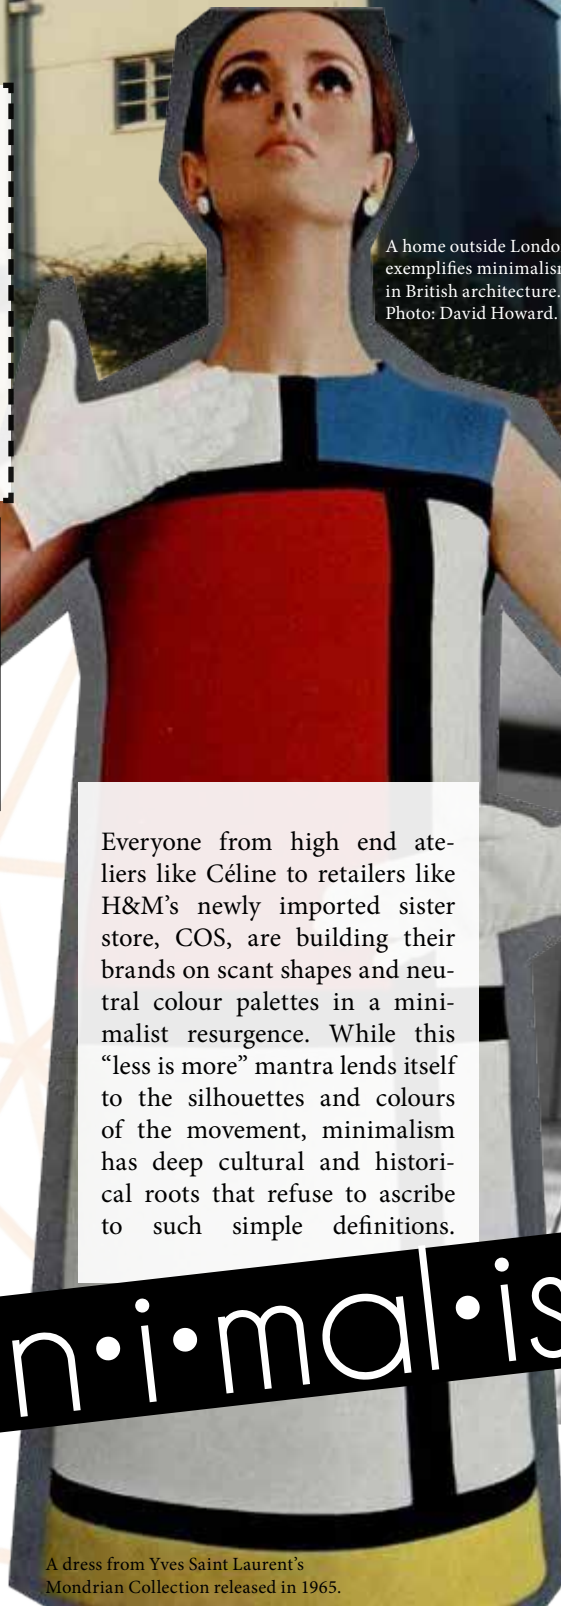 A home outside Londo
exemplifies minimalis
in British architecture.
Photo: David Howard.
Everyone from high end ate-
liers like Céline to retailers like
H&M’s newly imported sister
store, COS, are building their
brands on scant shapes and neu-
tral colour palettes in a mini-
malist resurgence. While this
“less is more” mantra lends itself
to the silhouettes and colours
of the movement, minimalism
has deep cultural and histori-
cal roots that refuse to ascribe
to such simple definitions.
n•i•mal•is
A dress from Yves Saint Laurent’s
Mondrian Collection released in 1965.